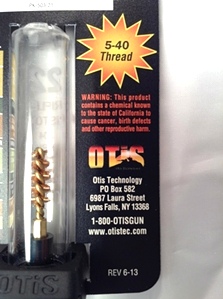 5-40
Thread
WARNING: This product
contains a chemical known
to the state of California to
cause cancer, birth defects
and other reproductive harm.
OTIS
Otis Technology
PO Box 582
6987 Laura Street
Lyons Falls, NY 13368
1-800-OTISGUN
www.otistec.com
OTIS
REV 6-13